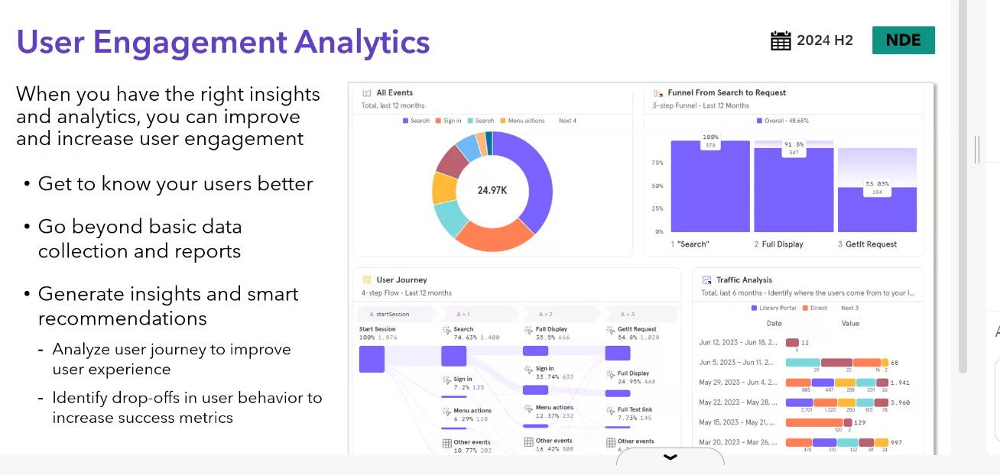 User Engagement Analytics
2024 H2
NDE
When you have the right insights
and analytics, you can improve
and increase user engagement
• Get to know your users better
• Go beyond basic data
collection and reports
• Generate insights and smart
recommendations
- Analyze user journey to improve
user experience
- Identify drop-offs in user behavior to
increase success metrics
All Events
Total, last 12 months
Search Sign in Search Menu actions Next 4
24.97K
Funnel From Search to Request
3-step Funnel • Last 12 Months
Overall • 48.68%
100%
378
91.8%
347
53.03%
184
75%
50%
25%
0%
1 "Search" 2 Full Display 3 GetIt Request
User Journey
4-step Flow • Last 12 months
A startSession A + 1 A + 2 A + 3
Start Session
100% 1,876
Search
74.63% 1,400
Sign in
7.2% 135
Menu actions
6.29% 118
Other events
10.77% 202
Full Display
35.5% 666
Sign in
33.74% 633
Menu actions
12.37% 232
Other events
16.42% 308
GetIt Request
54.8% 1,028
Full Display
24.95% 468
Full Text link
7.73% 145
Other events
Traffic Analysis
Total, last 6 months • Identify where the users come from to your l...
Library Portal Direct Next 3
Date Value
Jun 12, 2023 – Jun 18, 2... 12
3
Jun 5, 2023 – Jun 11, 2... 68
29 22 15 2
May 29, 2023 – Jun 4, 2... 1,941
885 447 258 201 26
May 22, 2023 – May 28, ... 5,960
3,701 1,320 250 183 78
May 15, 2023 – May 21, ... 129
120 2
Mar 20, 2023 – Mar 26, ... 997
474 310 132 39 24